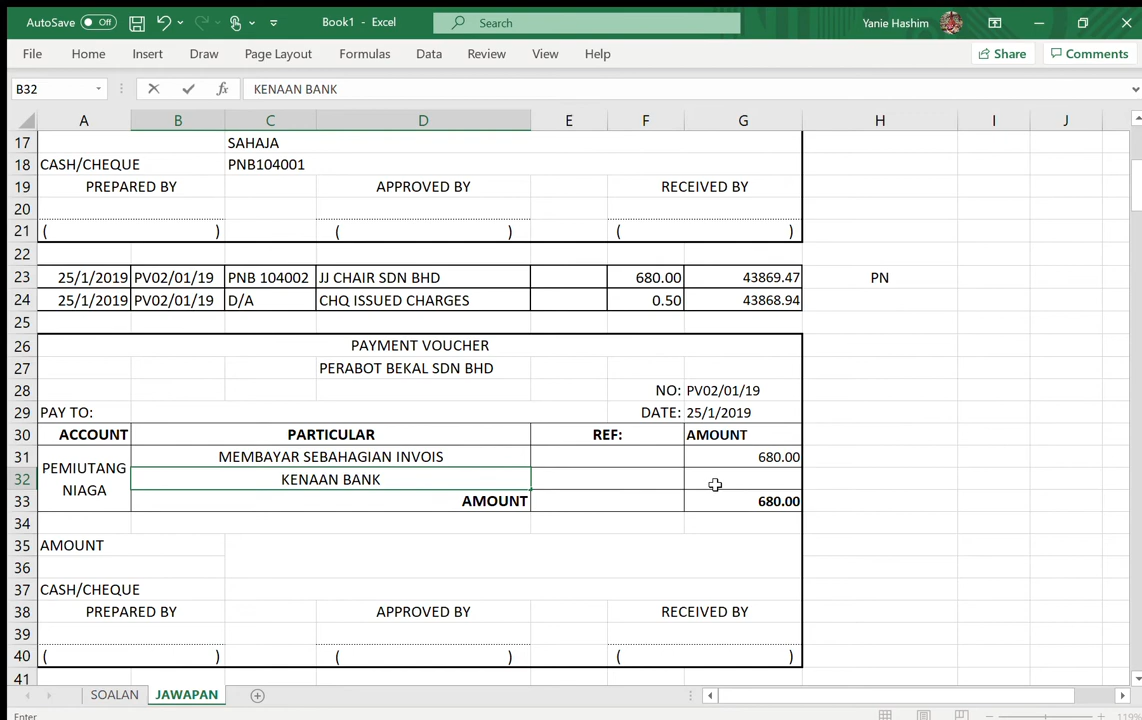 AutoSave Off Book1 - Excel Search Yanie Hashim
File Home Insert Draw Page Layout Formulas Data Review View Help Share Comments
B32 fx KENAAN BANK
A B C D E F G H I J
17 SAHAJA
18 CASH/CHEQUE PNB104001
19 PREPARED BY APPROVED BY RECEIVED BY
20
21 ( ) ( ) ( )
22
23 25/1/2019 PV02/01/19 PNB 104002 JJ CHAIR SDN BHD 680.00 43869.47 PN
24 25/1/2019 PV02/01/19 D/A CHQ ISSUED CHARGES 0.50 43868.94
25
26 PAYMENT VOUCHER
27 PERABOT BEKAL SDN BHD
28 NO: PV02/01/19
29 PAY TO: DATE: 25/1/2019
30 ACCOUNT PARTICULAR REF: AMOUNT
31 MEMBAYAR SEBAHAGIAN INVOIS 680.00
PEMIUTANG
32 KENAAN BANK
NIAGA
33 AMOUNT 680.00
34
35 AMOUNT
36
37 CASH/CHEQUE
38 PREPARED BY APPROVED BY RECEIVED BY
39
40 ( ) ( ) ( )
41
SOALAN JAWAPAN
Enter 119%